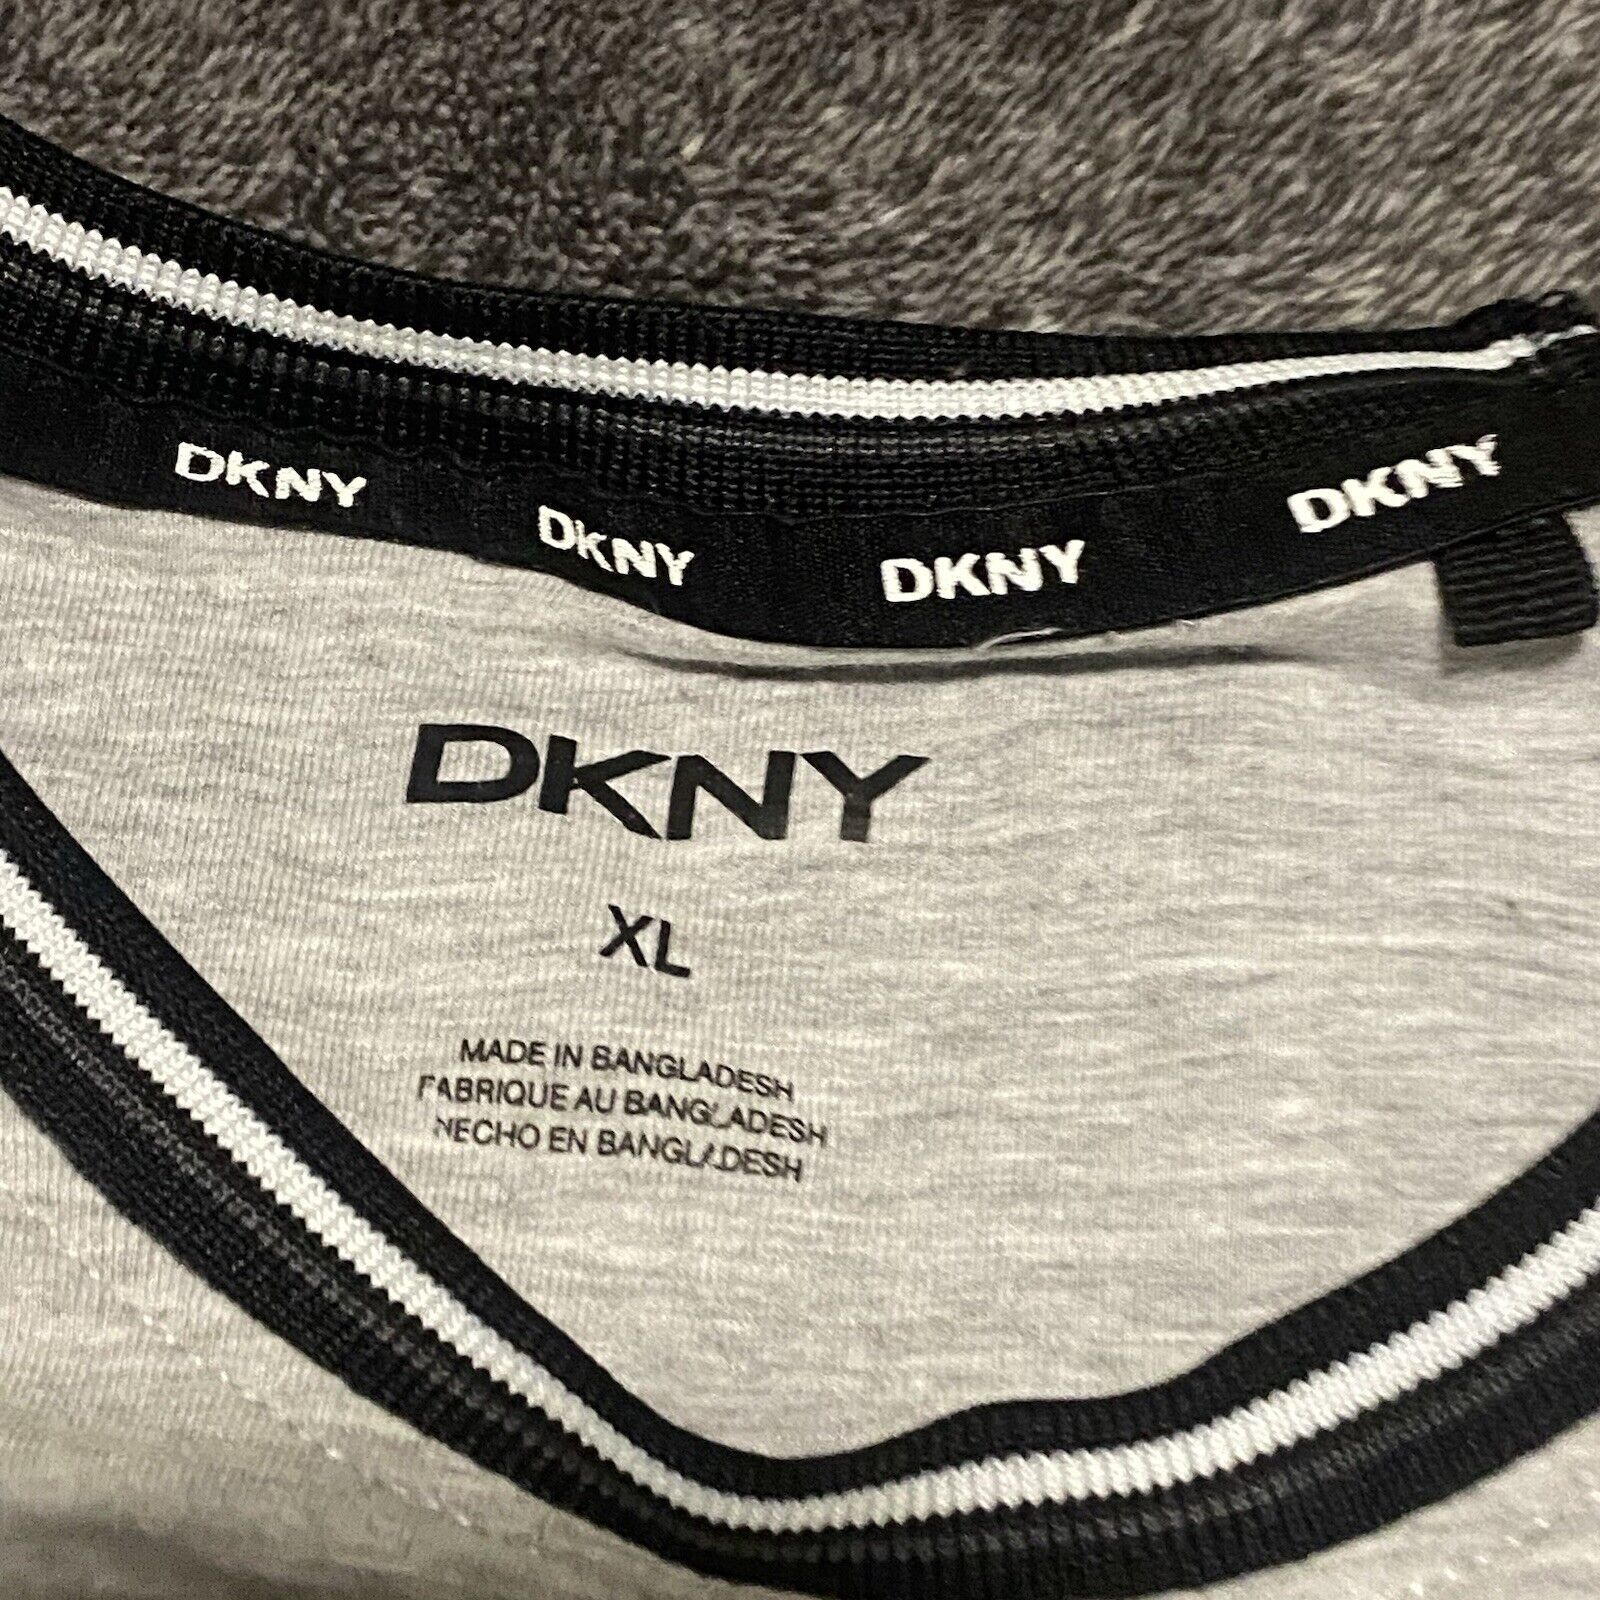 DKNY DKNY DKNY DKNY
DKNY
XL
MADE IN BANGLADESH
FABRIQUE AU BANGLADESH
HECHO EN BANGLADESH